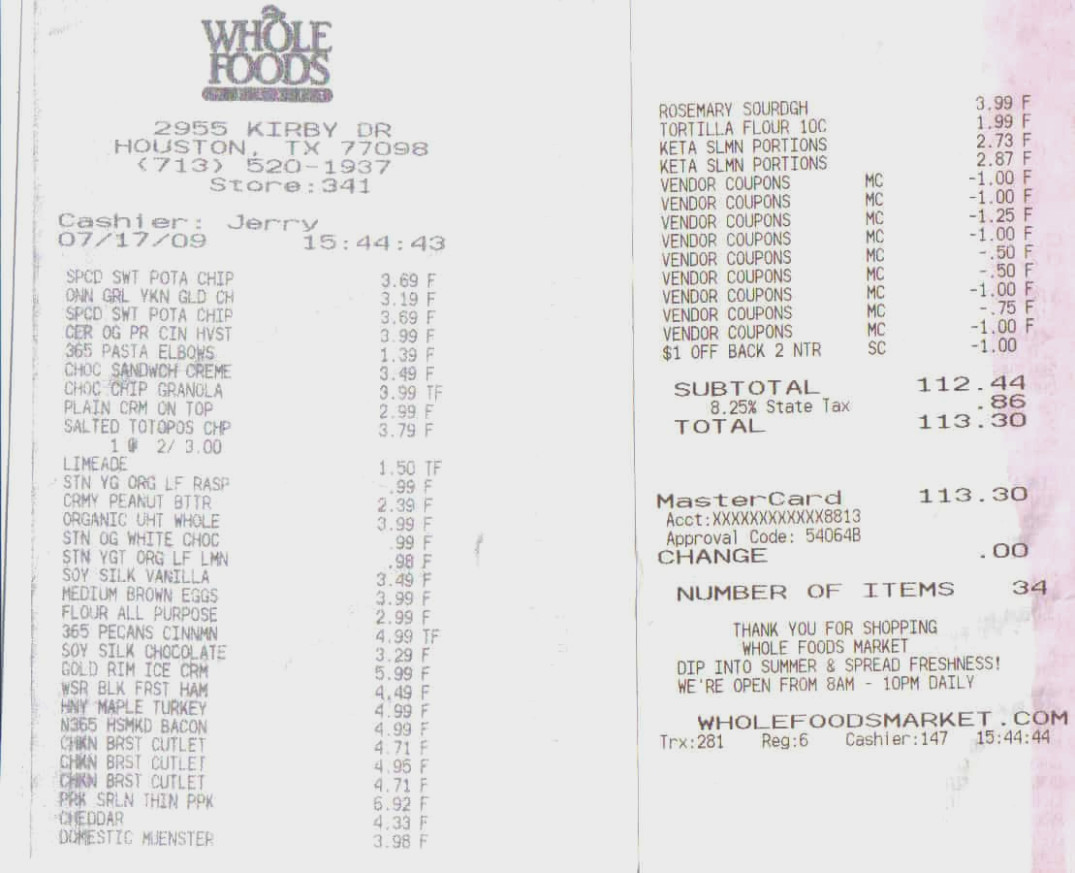 WHOLE
FOODS
2955 KIRBY DR
HOUSTON, TX 77098
(713) 520-1937
Store:341
Cashier: Jerry
07/17/09 15:44:43
SPCD SWT POTA CHIP 3.69 F
ONN GRL YKN GLD CH 3.19 F
SPCD SWT POTA CHIP 3.69 F
CER OG PR CIN HVST 3.99 F
365 PASTA ELBOWS 1.39 F
CHOC SANDWCH CREME 3.49 F
CHOC CHIP GRANOLA 3.99 TF
PLAIN CRM ON TOP 2.99 F
SALTED TOTOPOS CHP 3.79 F
1 @ 2/ 3.00
LIMEADE 1.50 TF
STN YG ORG LF RASP .99 F
CRMY PEANUT BTTR 2.39 F
ORGANIC UHT WHOLE 3.99 F
STN OG WHITE CHOC .99 F
STN YGT ORG LF LMN .98 F
SOY SILK VANILLA 3.49 F
MEDIUM BROWN EGGS 3.99 F
FLOUR ALL PURPOSE 2.99 F
365 PECANS CINNMN 4.99 TF
SOY SILK CHOCOLATE 3.29 F
GOLD RIM ICE CRM 5.99 F
WSR BLK FRST HAM 4.49 F
HNY MAPLE TURKEY 4.99 F
N365 HSMKD BACON 4.99 F
CHKN BRST CUTLET 4.71 F
CHKN BRST CUTLET 4.95 F
CHKN BRST CUTLET 4.71 F
PRK SRLN THIN PPK 6.92 F
CHEDDAR 4.33 F
DOMESTIC MUENSTER 3.98 F
ROSEMARY SOURDGH 3.99 F
TORTILLA FLOUR 10C 1.99 F
KETA SLMN PORTIONS 2.73 F
KETA SLMN PORTIONS 2.87 F
VENDOR COUPONS MC -1.00 F
VENDOR COUPONS MC -1.00 F
VENDOR COUPONS MC -1.25 F
VENDOR COUPONS MC -1.00 F
VENDOR COUPONS MC -.50 F
VENDOR COUPONS MC -.50 F
VENDOR COUPONS MC -1.00 F
VENDOR COUPONS MC -.75 F
VENDOR COUPONS MC -1.00 F
$1 OFF BACK 2 NTR SC -1.00
SUBTOTAL 112.44
8.25% State Tax .86
TOTAL 113.30
MasterCard 113.30
Acct:XXXXXXXXXXXX8813
Approval Code: 54064B
CHANGE .00
NUMBER OF ITEMS 34
THANK YOU FOR SHOPPING
WHOLE FOODS MARKET
DIP INTO SUMMER & SPREAD FRESHNESS!
WE'RE OPEN FROM 8AM - 10PM DAILY
WHOLEFOODSMARKET.COM
Trx:281 Reg:6 Cashier:147 15:44:44